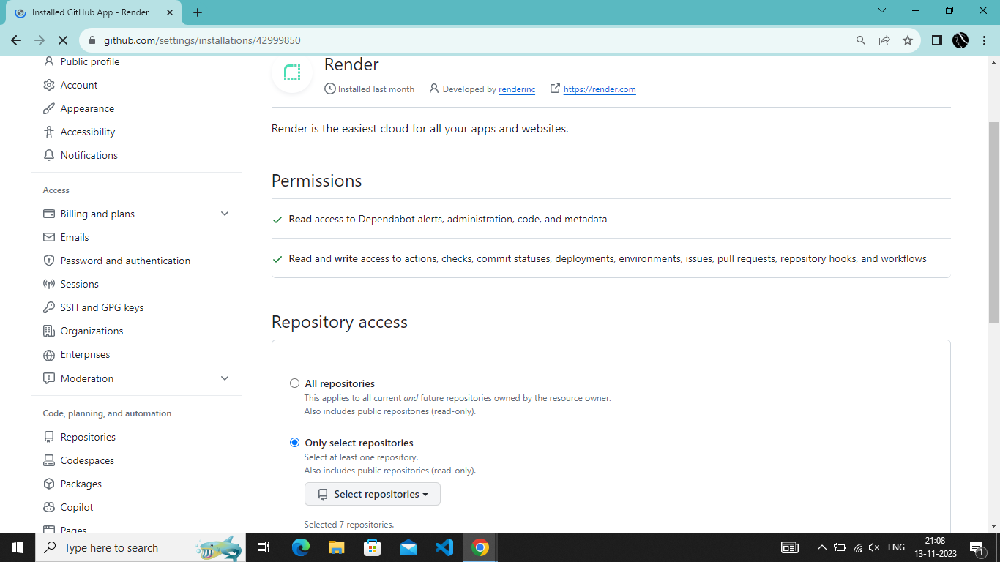 Installed GitHub App - Render
github.com/settings/installations/42999850
Public profile
Account
Appearance
Accessibility
Notifications
Access
Billing and plans
Emails
Password and authentication
Sessions
SSH and GPG keys
Organizations
Enterprises
Moderation
Code, planning, and automation
Repositories
Codespaces
Packages
Copilot
Pages
Render
Installed last month Developed by renderinc https://render.com
Render is the easiest cloud for all your apps and websites.
Permissions
Read access to Dependabot alerts, administration, code, and metadata
Read and write access to actions, checks, commit statuses, deployments, environments, issues, pull requests, repository hooks, and workflows
Repository access
All repositories
This applies to all current and future repositories owned by the resource owner.
Also includes public repositories (read-only).
Only select repositories
Select at least one repository.
Also includes public repositories (read-only).
Select repositories
Selected 7 repositories.
Type here to search
ENG
21:08
13-11-2023
1